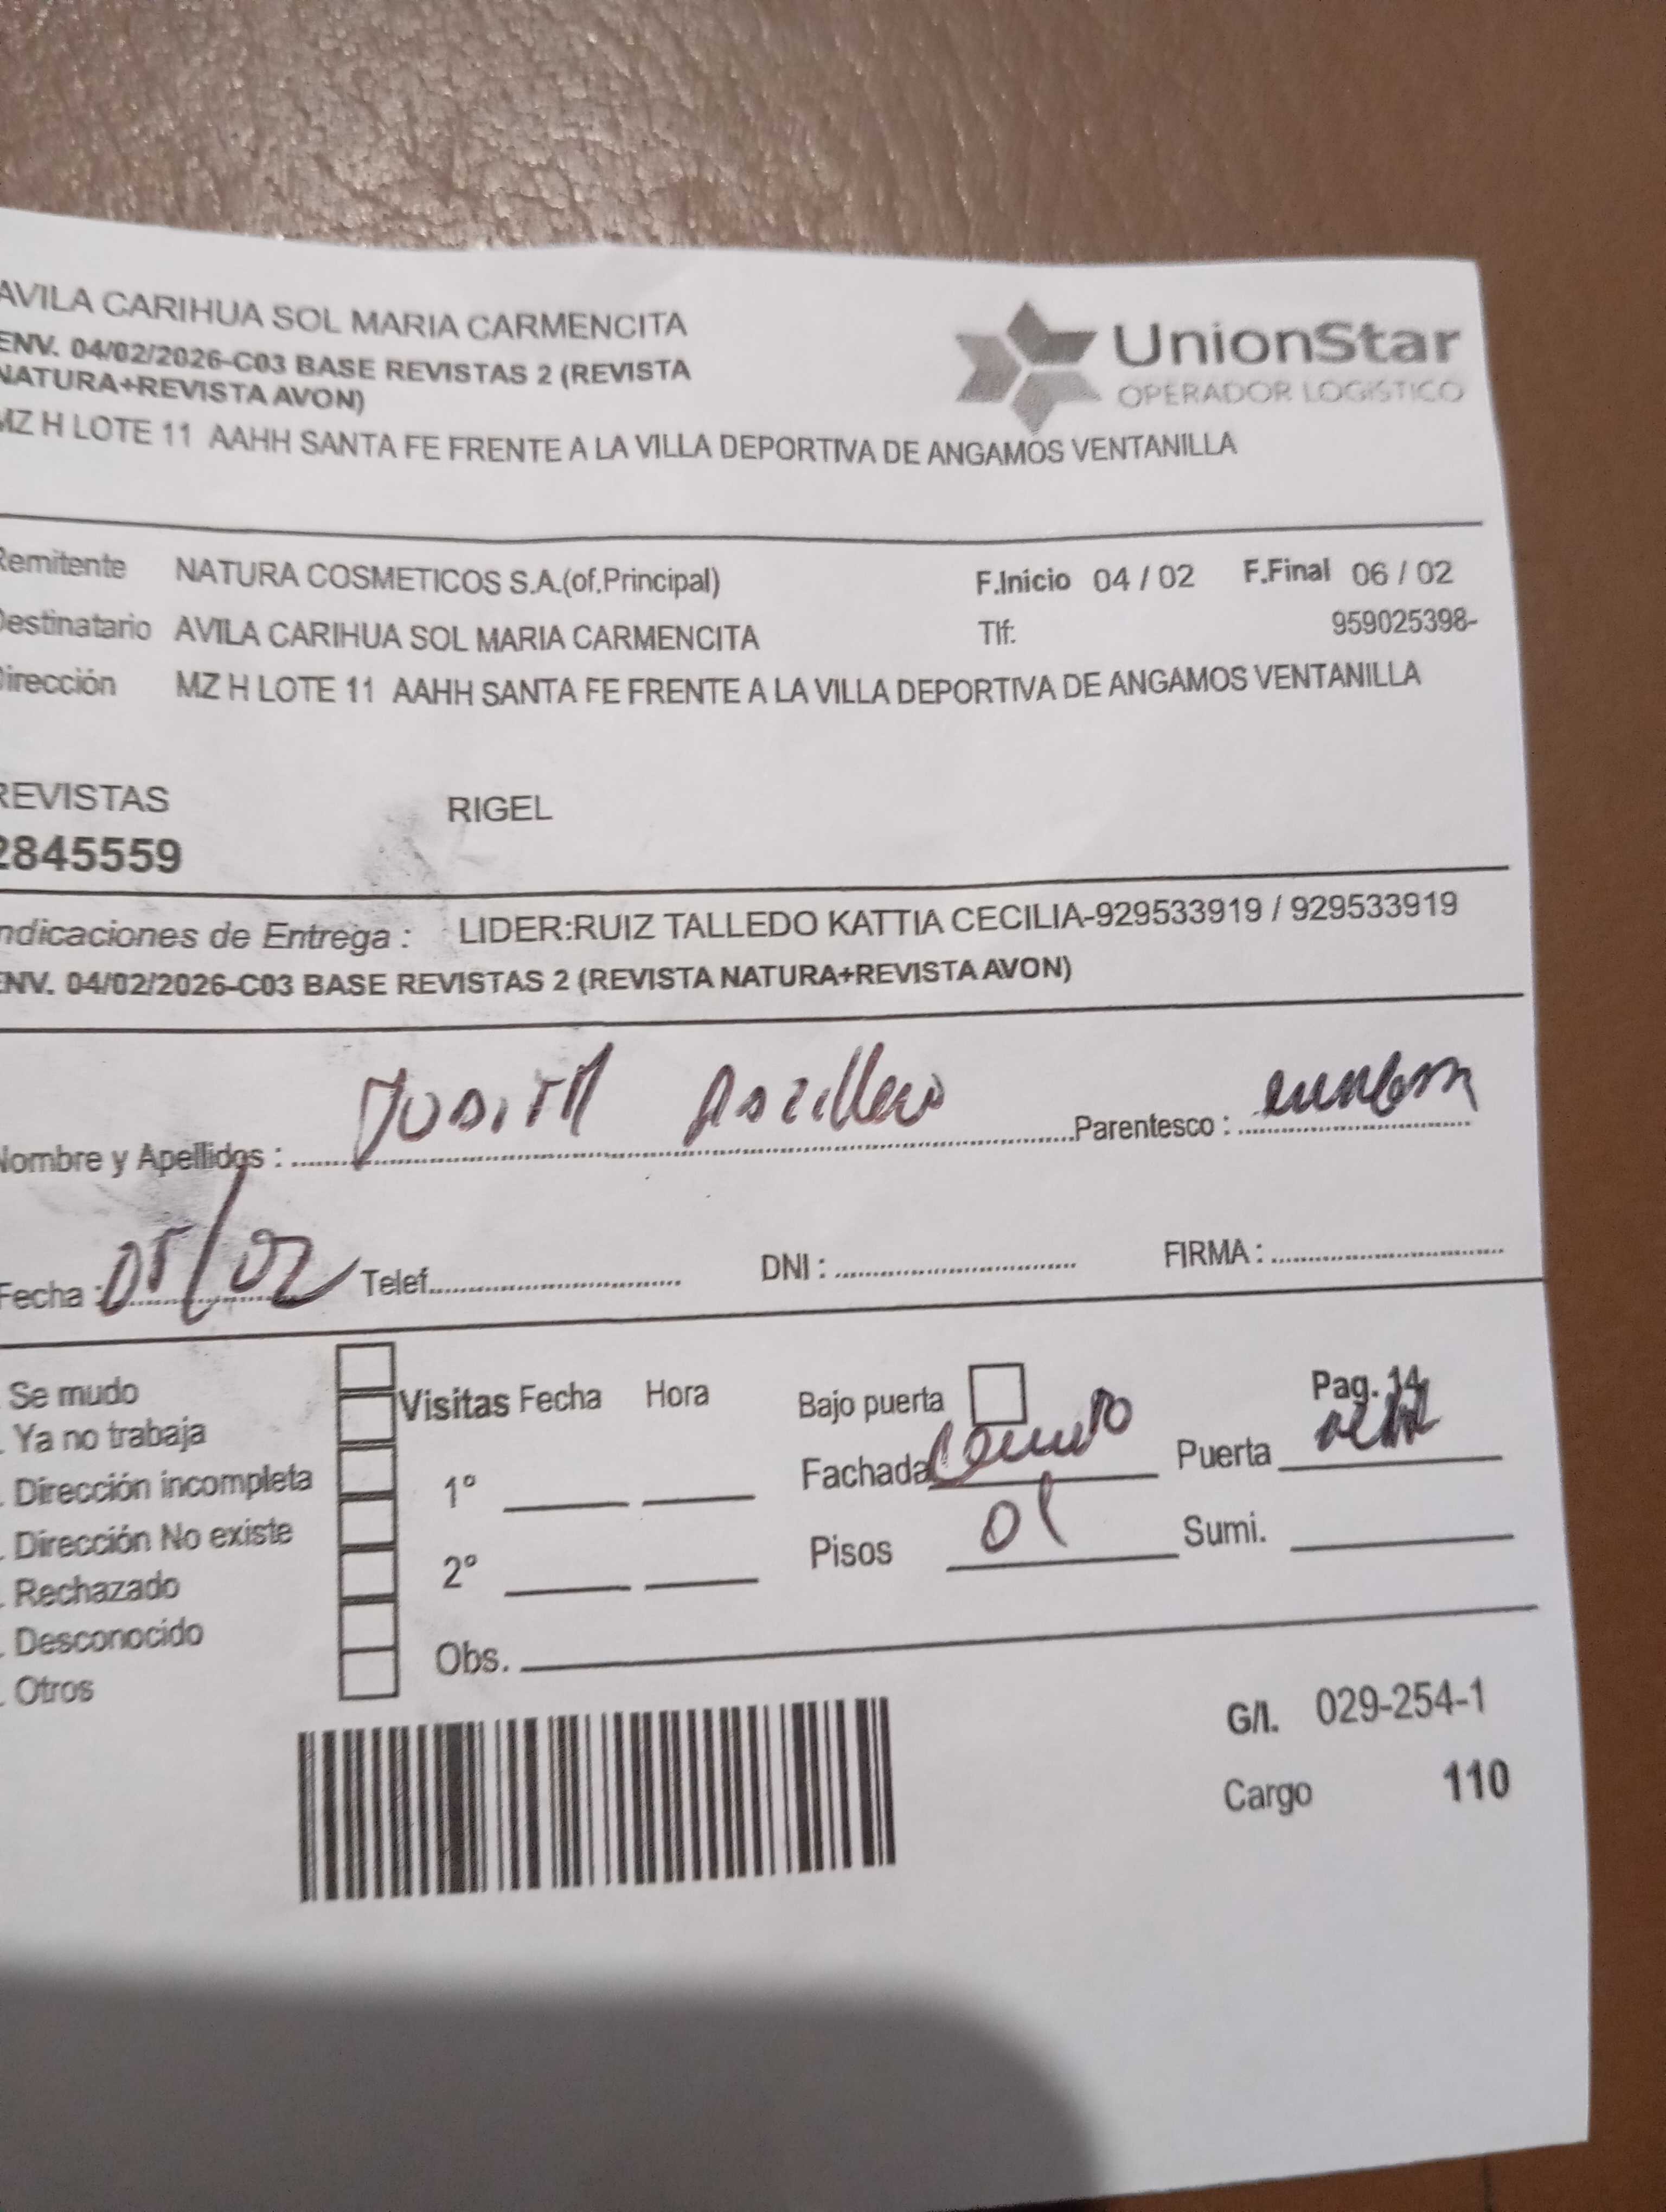 AVILA CARIHUA SOL MARIA CARMENCITA
ENV. 04/02/2026-C03 BASE REVISTAS 2 (REVISTA
NATURA+REVISTA AVON)
MZ H LOTE 11 AAHH SANTA FE FRENTE A LA VILLA DEPORTIVA DE ANGAMOS VENTANILLA
UnionStar
OPERADOR LOGISTICO
Remitente NATURA COSMETICOS S.A.(of.Principal) F.Inicio 04 / 02 F.Final 06 / 02
Destinatario AVILA CARIHUA SOL MARIA CARMENCITA Tlf: 959025398-
Dirección MZ H LOTE 11 AAHH SANTA FE FRENTE A LA VILLA DEPORTIVA DE ANGAMOS VENTANILLA
REVISTAS RIGEL
2845559
Indicaciones de Entrega : LIDER:RUIZ TALLEDO KATTIA CECILIA-929533919 / 929533919
ENV. 04/02/2026-C03 BASE REVISTAS 2 (REVISTA NATURA+REVISTA AVON)
Nombre y Apellidos : Parentesco :
Fecha : 05/02 Telef. DNI : FIRMA :
Se mudo
Ya no trabaja
Dirección incompleta
Dirección No existe
Rechazado
Desconocido
Otros
Visitas Fecha Hora
1º
2º
Obs.
Bajo puerta Pag. 14
Fachada Puerta
Pisos 01 Sumi.
G/I. 029-254-1
Cargo 110